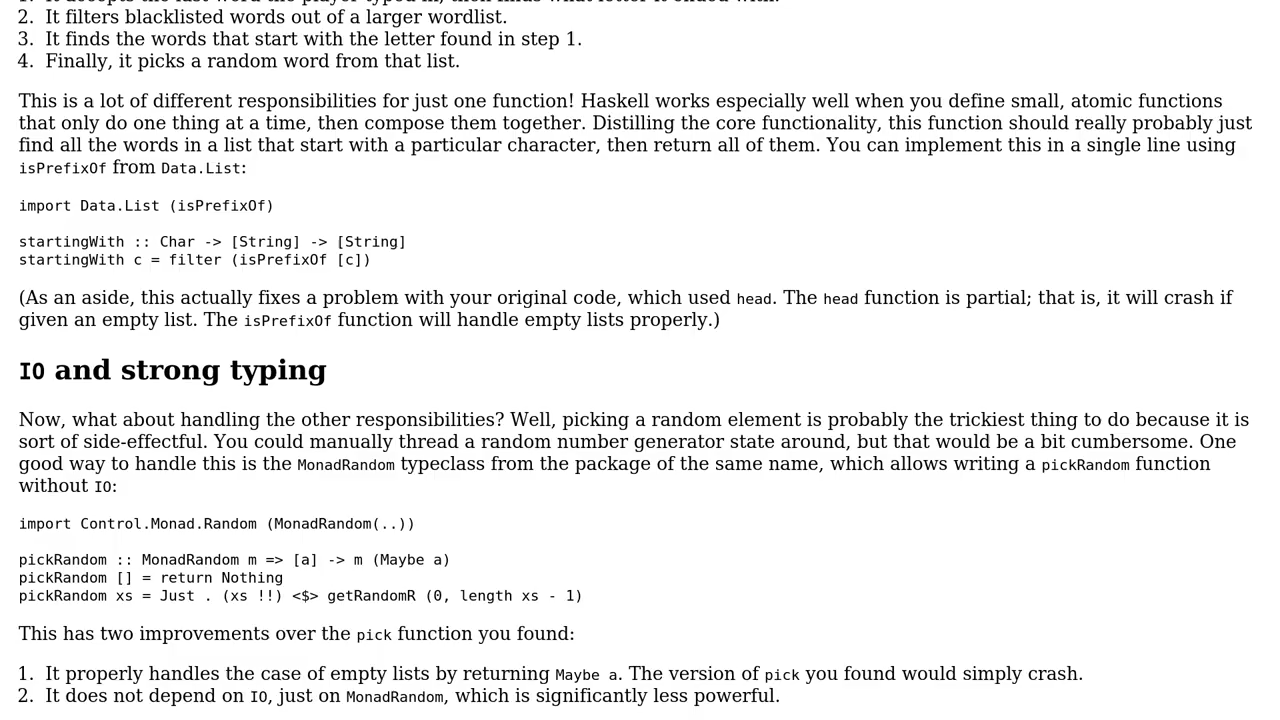 2. It filters blacklisted words out of a larger wordlist.
3. It finds the words that start with the letter found in step 1.
4. Finally, it picks a random word from that list.
This is a lot of different responsibilities for just one function! Haskell works especially well when you define small, atomic functions
that only do one thing at a time, then compose them together. Distilling the core functionality, this function should really probably just
find all the words in a list that start with a particular character, then return all of them. You can implement this in a single line using
isPrefixOf from Data.List:
import Data.List (isPrefixOf)
startingWith :: Char -> [String] -> [String]
startingWith c = filter (isPrefixOf [c])
(As an aside, this actually fixes a problem with your original code, which used head. The head function is partial; that is, it will crash if
given an empty list. The isPrefixOf function will handle empty lists properly.)
IO and strong typing
Now, what about handling the other responsibilities? Well, picking a random element is probably the trickiest thing to do because it is
sort of side-effectful. You could manually thread a random number generator state around, but that would be a bit cumbersome. One
good way to handle this is the MonadRandom typeclass from the package of the same name, which allows writing a pickRandom function
without IO:
import Control.Monad.Random (MonadRandom(..))
pickRandom :: MonadRandom m => [a] -> m (Maybe a)
pickRandom [] = return Nothing
pickRandom xs = Just . (xs !!) <$> getRandomR (0, length xs - 1)
This has two improvements over the pick function you found:
1. It properly handles the case of empty lists by returning Maybe a. The version of pick you found would simply crash.
2. It does not depend on IO, just on MonadRandom, which is significantly less powerful.